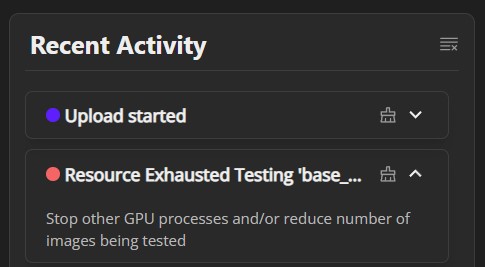 Recent Activity
Upload started
Resource Exhausted Testing 'base_...
Stop other GPU processes and/or reduce number of
images being tested